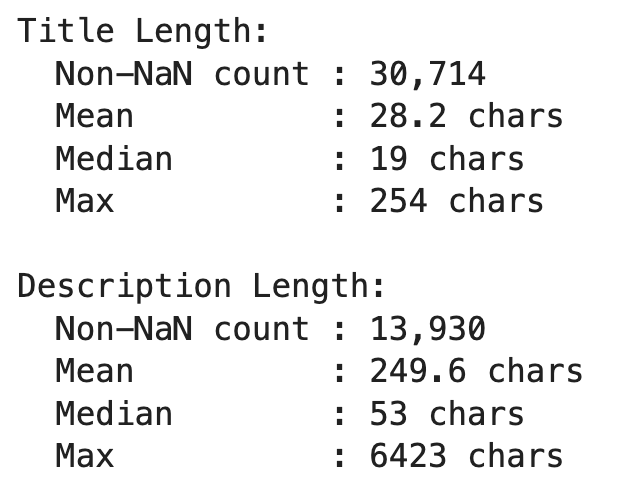 Title Length:
  Non-NaN count : 30,714
  Mean          : 28.2 chars
  Median        : 19 chars
  Max           : 254 chars

Description Length:
  Non-NaN count : 13,930
  Mean          : 249.6 chars
  Median        : 53 chars
  Max           : 6423 chars